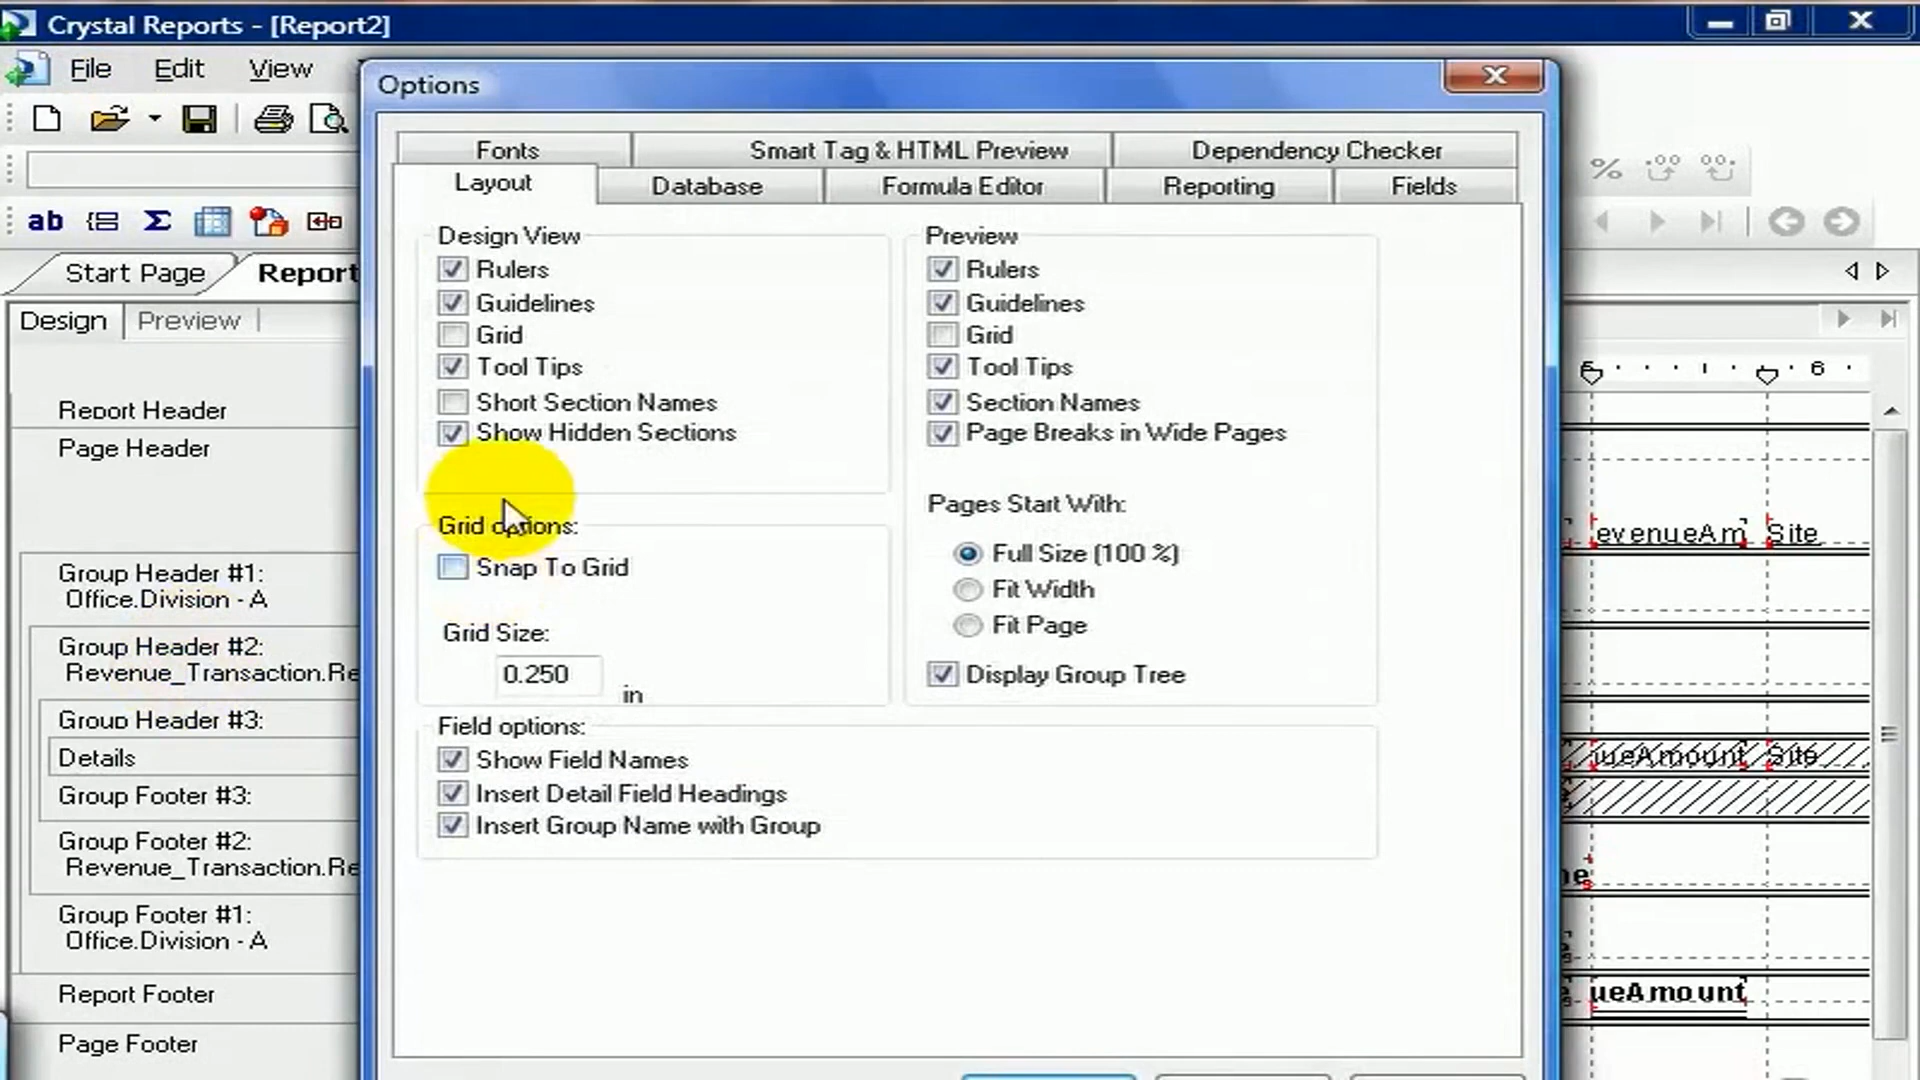 Crystal Reports - [Report2]
File Edit View
Options
Fonts Smart Tag & HTML Preview Dependency Checker
Layout Database Formula Editor Reporting Fields
ab
Start Page Report
Design Preview
Design View
Rulers
Guidelines
Grid
Tool Tips
Short Section Names
Show Hidden Sections
Grid options:
Snap To Grid
Grid Size:
0.250 in
Preview
Rulers
Guidelines
Grid
Tool Tips
Section Names
Page Breaks in Wide Pages
Pages Start With:
Full Size (100 %)
Fit Width
Fit Page
Display Group Tree
Field options:
Show Field Names
Insert Detail Field Headings
Insert Group Name with Group
Report Header
Page Header
Group Header #1:
Office.Division - A
Group Header #2:
Revenue_Transaction.Re
Group Header #3:
Details
Group Footer #3:
Group Footer #2:
Revenue_Transaction.Re
Group Footer #1:
Office.Division - A
Report Footer
Page Footer
%
6
evenueAm Site
ueAmount Site
ne
ueAmount